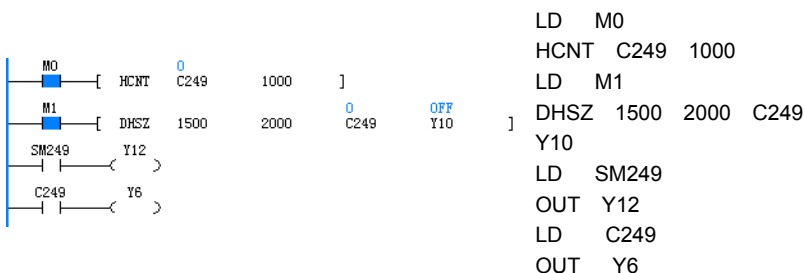 M0 0
HCNT C249 1000 ]
M1 0 OFF
[ DHSZ 1500 2000 C249 Y10 ]
SM249 Y12
C249 Y6
LD M0
HCNT C249 1000
LD M1
DHSZ 1500 2000 C249
Y10
LD SM249
OUT Y12
LD C249
OUT Y6